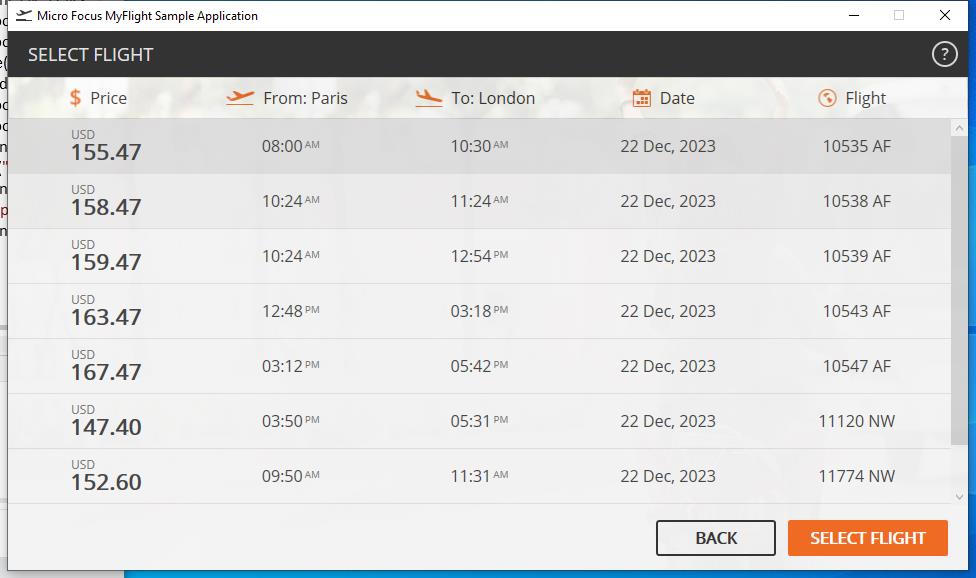 Micro Focus MyFlight Sample Application
SELECT FLIGHT ?
$ Price From: Paris To: London Date Flight
USD
155.47 08:00 AM 10:30 AM 22 Dec, 2023 10535 AF
USD
158.47 10:24 AM 11:24 AM 22 Dec, 2023 10538 AF
USD
159.47 10:24 AM 12:54 PM 22 Dec, 2023 10539 AF
USD
163.47 12:48 PM 03:18 PM 22 Dec, 2023 10543 AF
USD
167.47 03:12 PM 05:42 PM 22 Dec, 2023 10547 AF
USD
147.40 03:50 PM 05:31 PM 22 Dec, 2023 11120 NW
USD
152.60 09:50 AM 11:31 AM 22 Dec, 2023 11774 NW
BACK SELECT FLIGHT